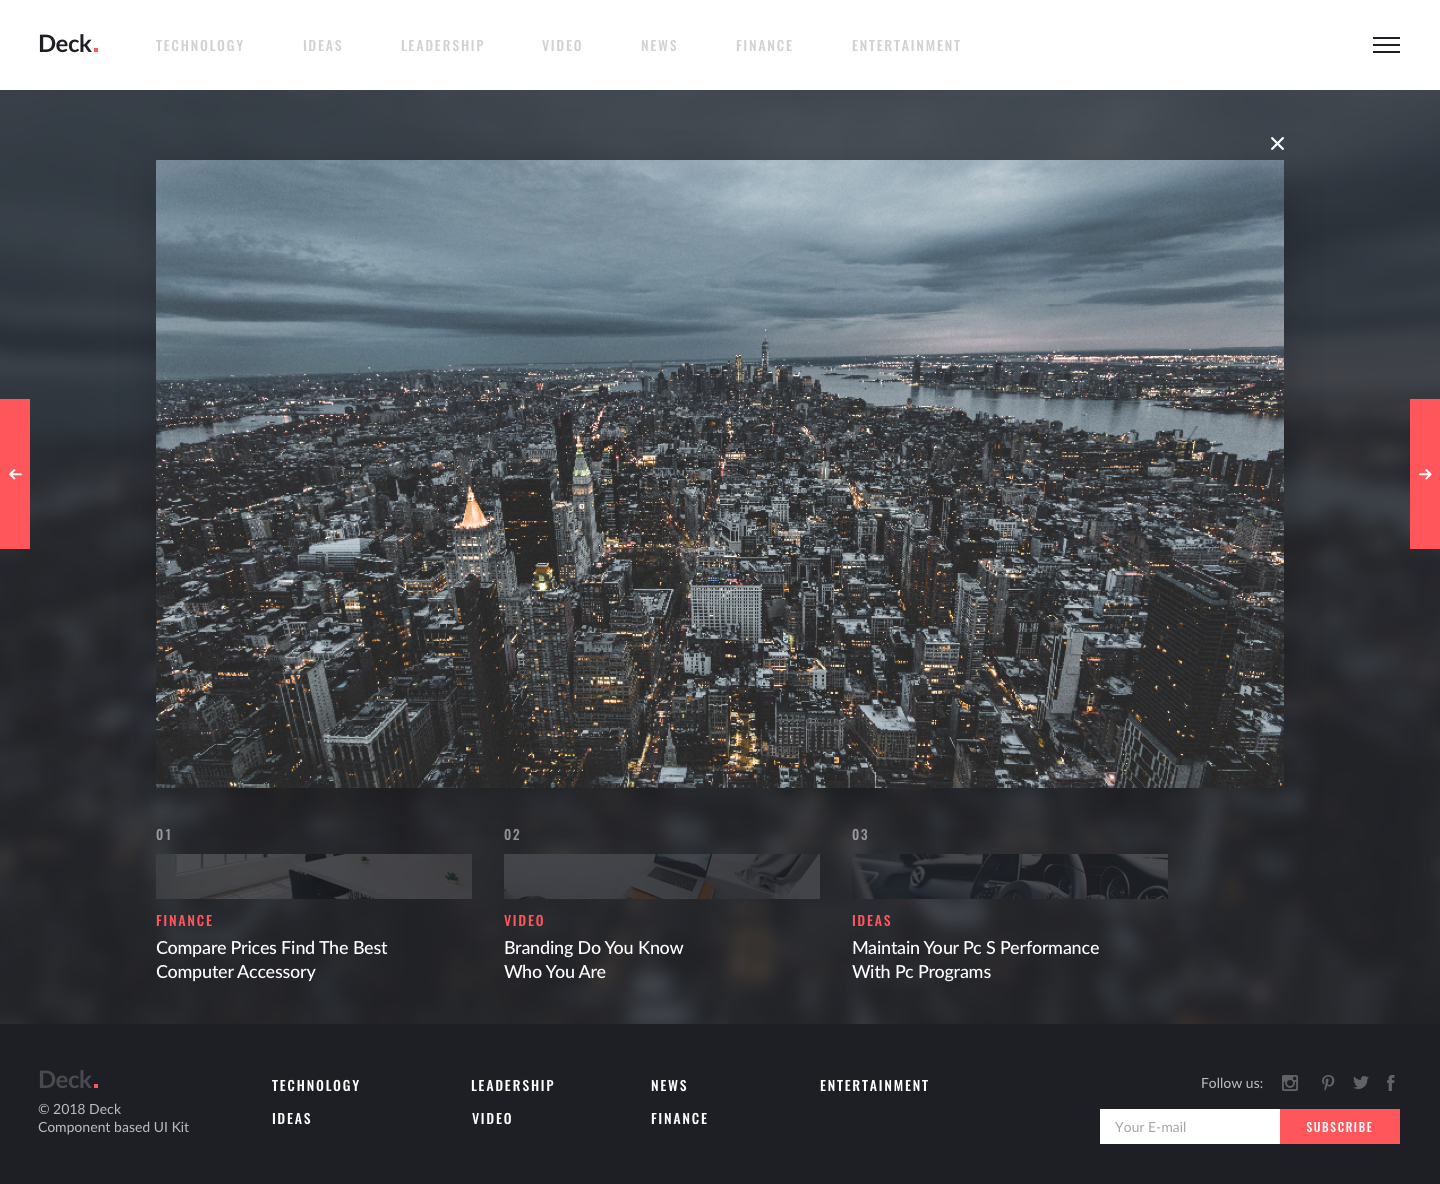 Deck.
TECHNOLOGY
IDEAS
LEADERSHIP
VIDEO
NEWS
FINANCE
ENTERTAINMENT
01
02
03
FINANCE
Compare Prices Find The Best
Computer Accessory
VIDEO
Branding Do You Know
Who You Are
IDEAS
Maintain Your Pc S Performance
With Pc Programs
Deck.
© 2018 Deck
Component based UI Kit
TECHNOLOGY
IDEAS
LEADERSHIP
VIDEO
NEWS
FINANCE
ENTERTAINMENT
Follow us:
Your E-mail
SUBSCRIBE